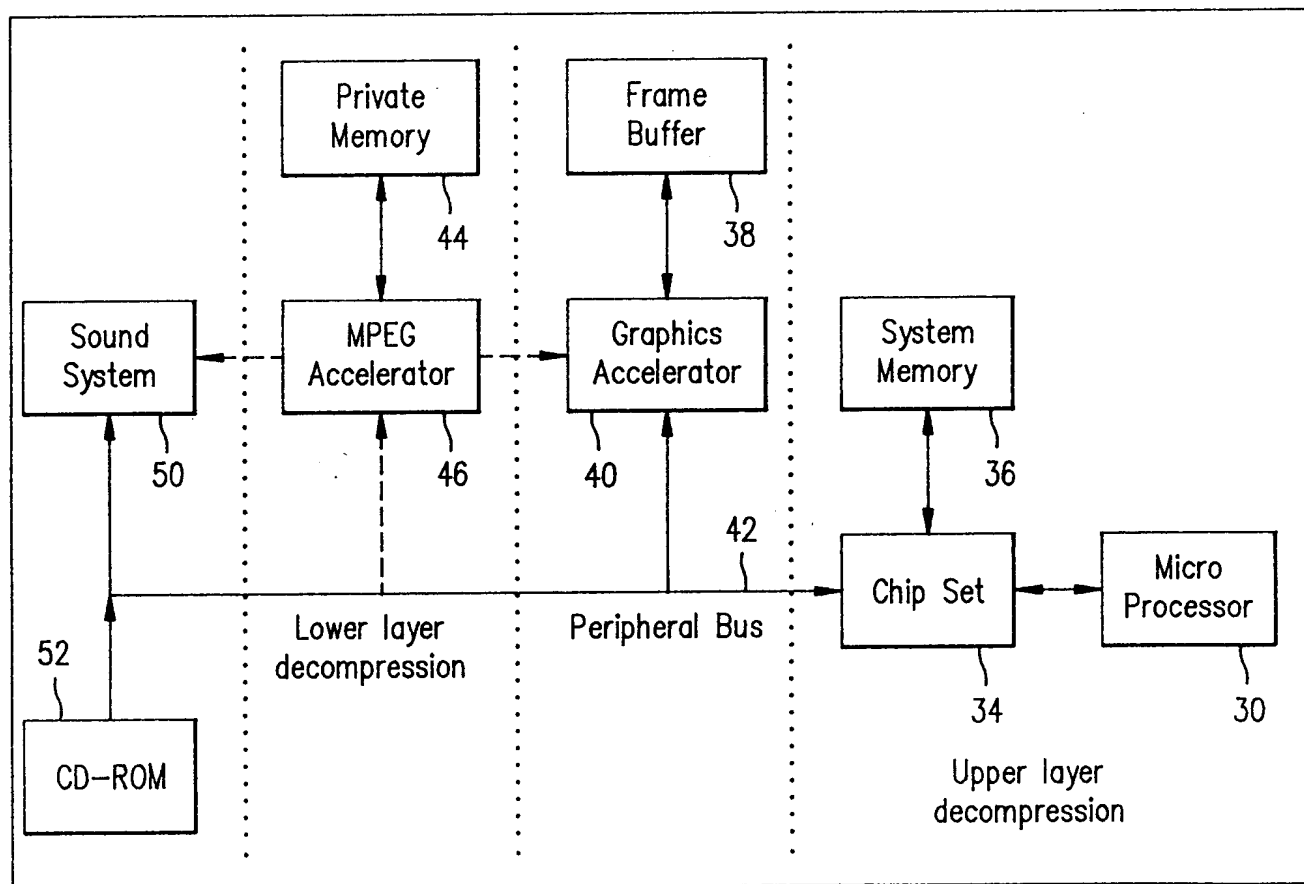 Private
Memory
44
Frame
Buffer
38
Sound
System
50
MPEG
Accelerator
46
Graphics
Accelerator
40
System
Memory
36
42
Chip Set
34
Micro
Processor
30
Lower layer
decompression
Peripheral Bus
52
CD-ROM
Upper layer
decompression